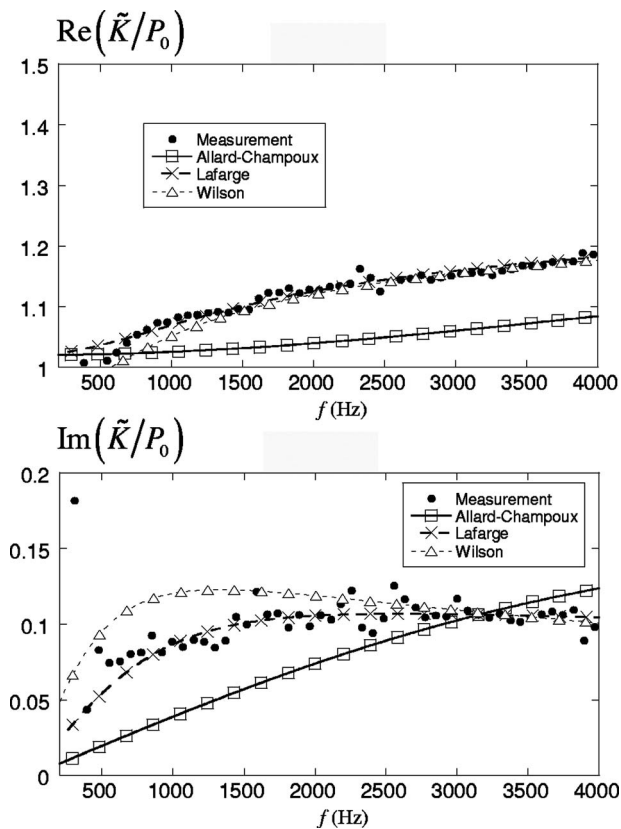 Re(K̃/P₀)
1.5
1.4
1.3
1.2
1.1
1
Measurement
Allard-Champoux
Lafarge
Wilson
500 1000 1500 2000 2500 3000 3500 4000
f (Hz)
Im(K̃/P₀)
0.2
0.15
0.1
0.05
0
Measurement
Allard-Champoux
Lafarge
Wilson
500 1000 1500 2000 2500 3000 3500 4000
f (Hz)